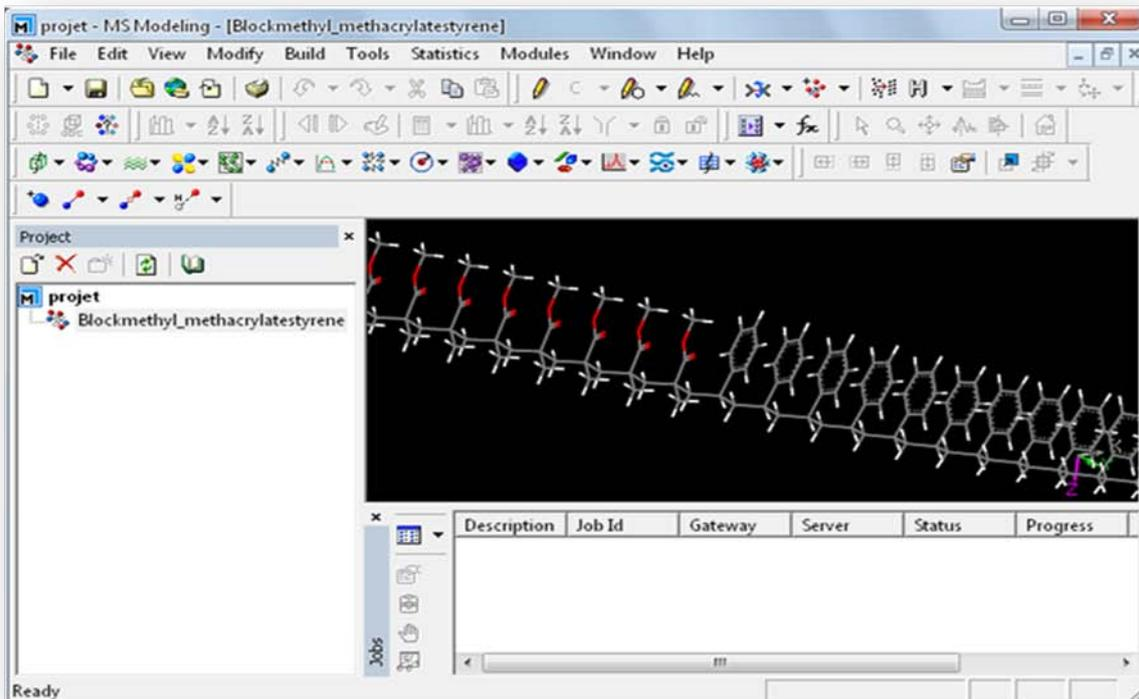 projet - MS Modeling - [Blockmethyl_methacrylatestyrene]
File Edit View Modify Build Tools Statistics Modules Window Help
Project
projet
Blockmethyl_methacrylatestyrene
Z
Jobs
Description Job Id Gateway Server Status Progress
Ready